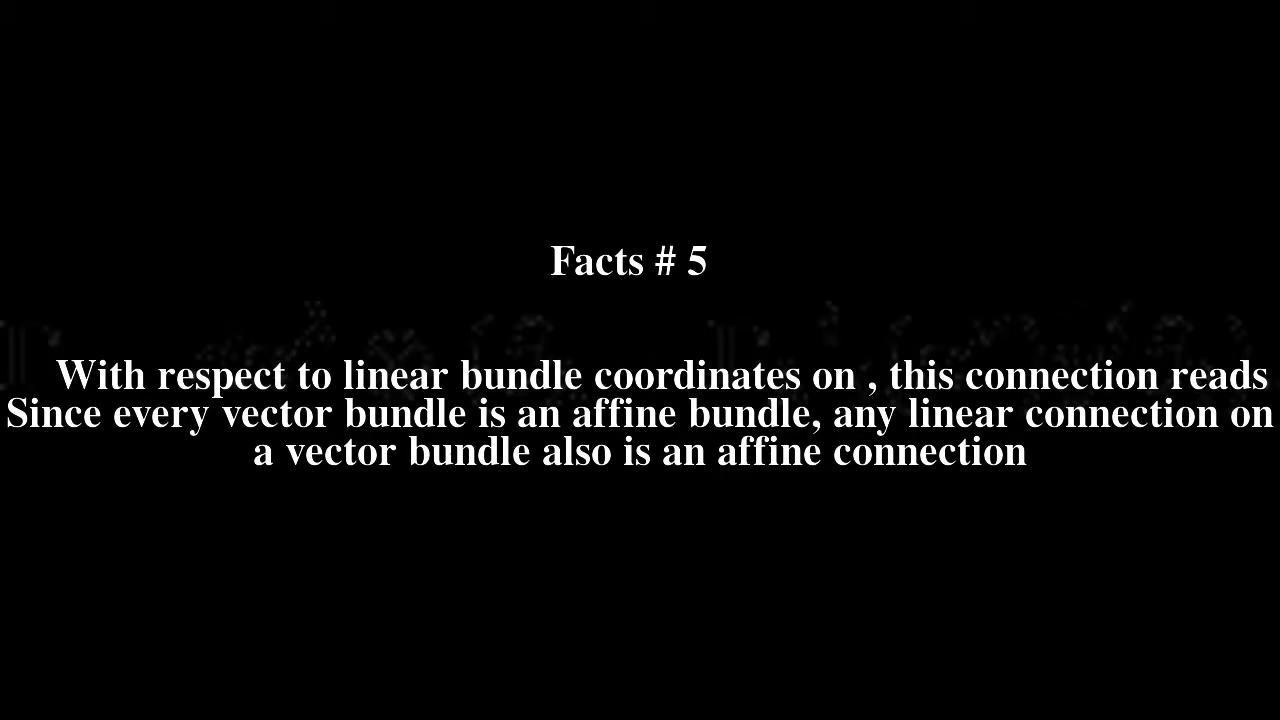 Facts # 5
With respect to linear bundle coordinates on , this connection reads
Since every vector bundle is an affine bundle, any linear connection on
a vector bundle also is an affine connection